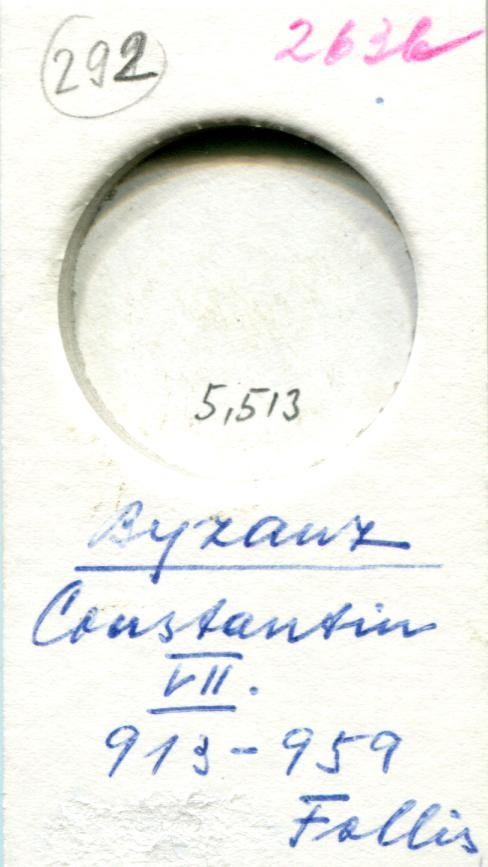 292
2636
5,513
Byzanz
Constantin
VII.
913-959
Follis